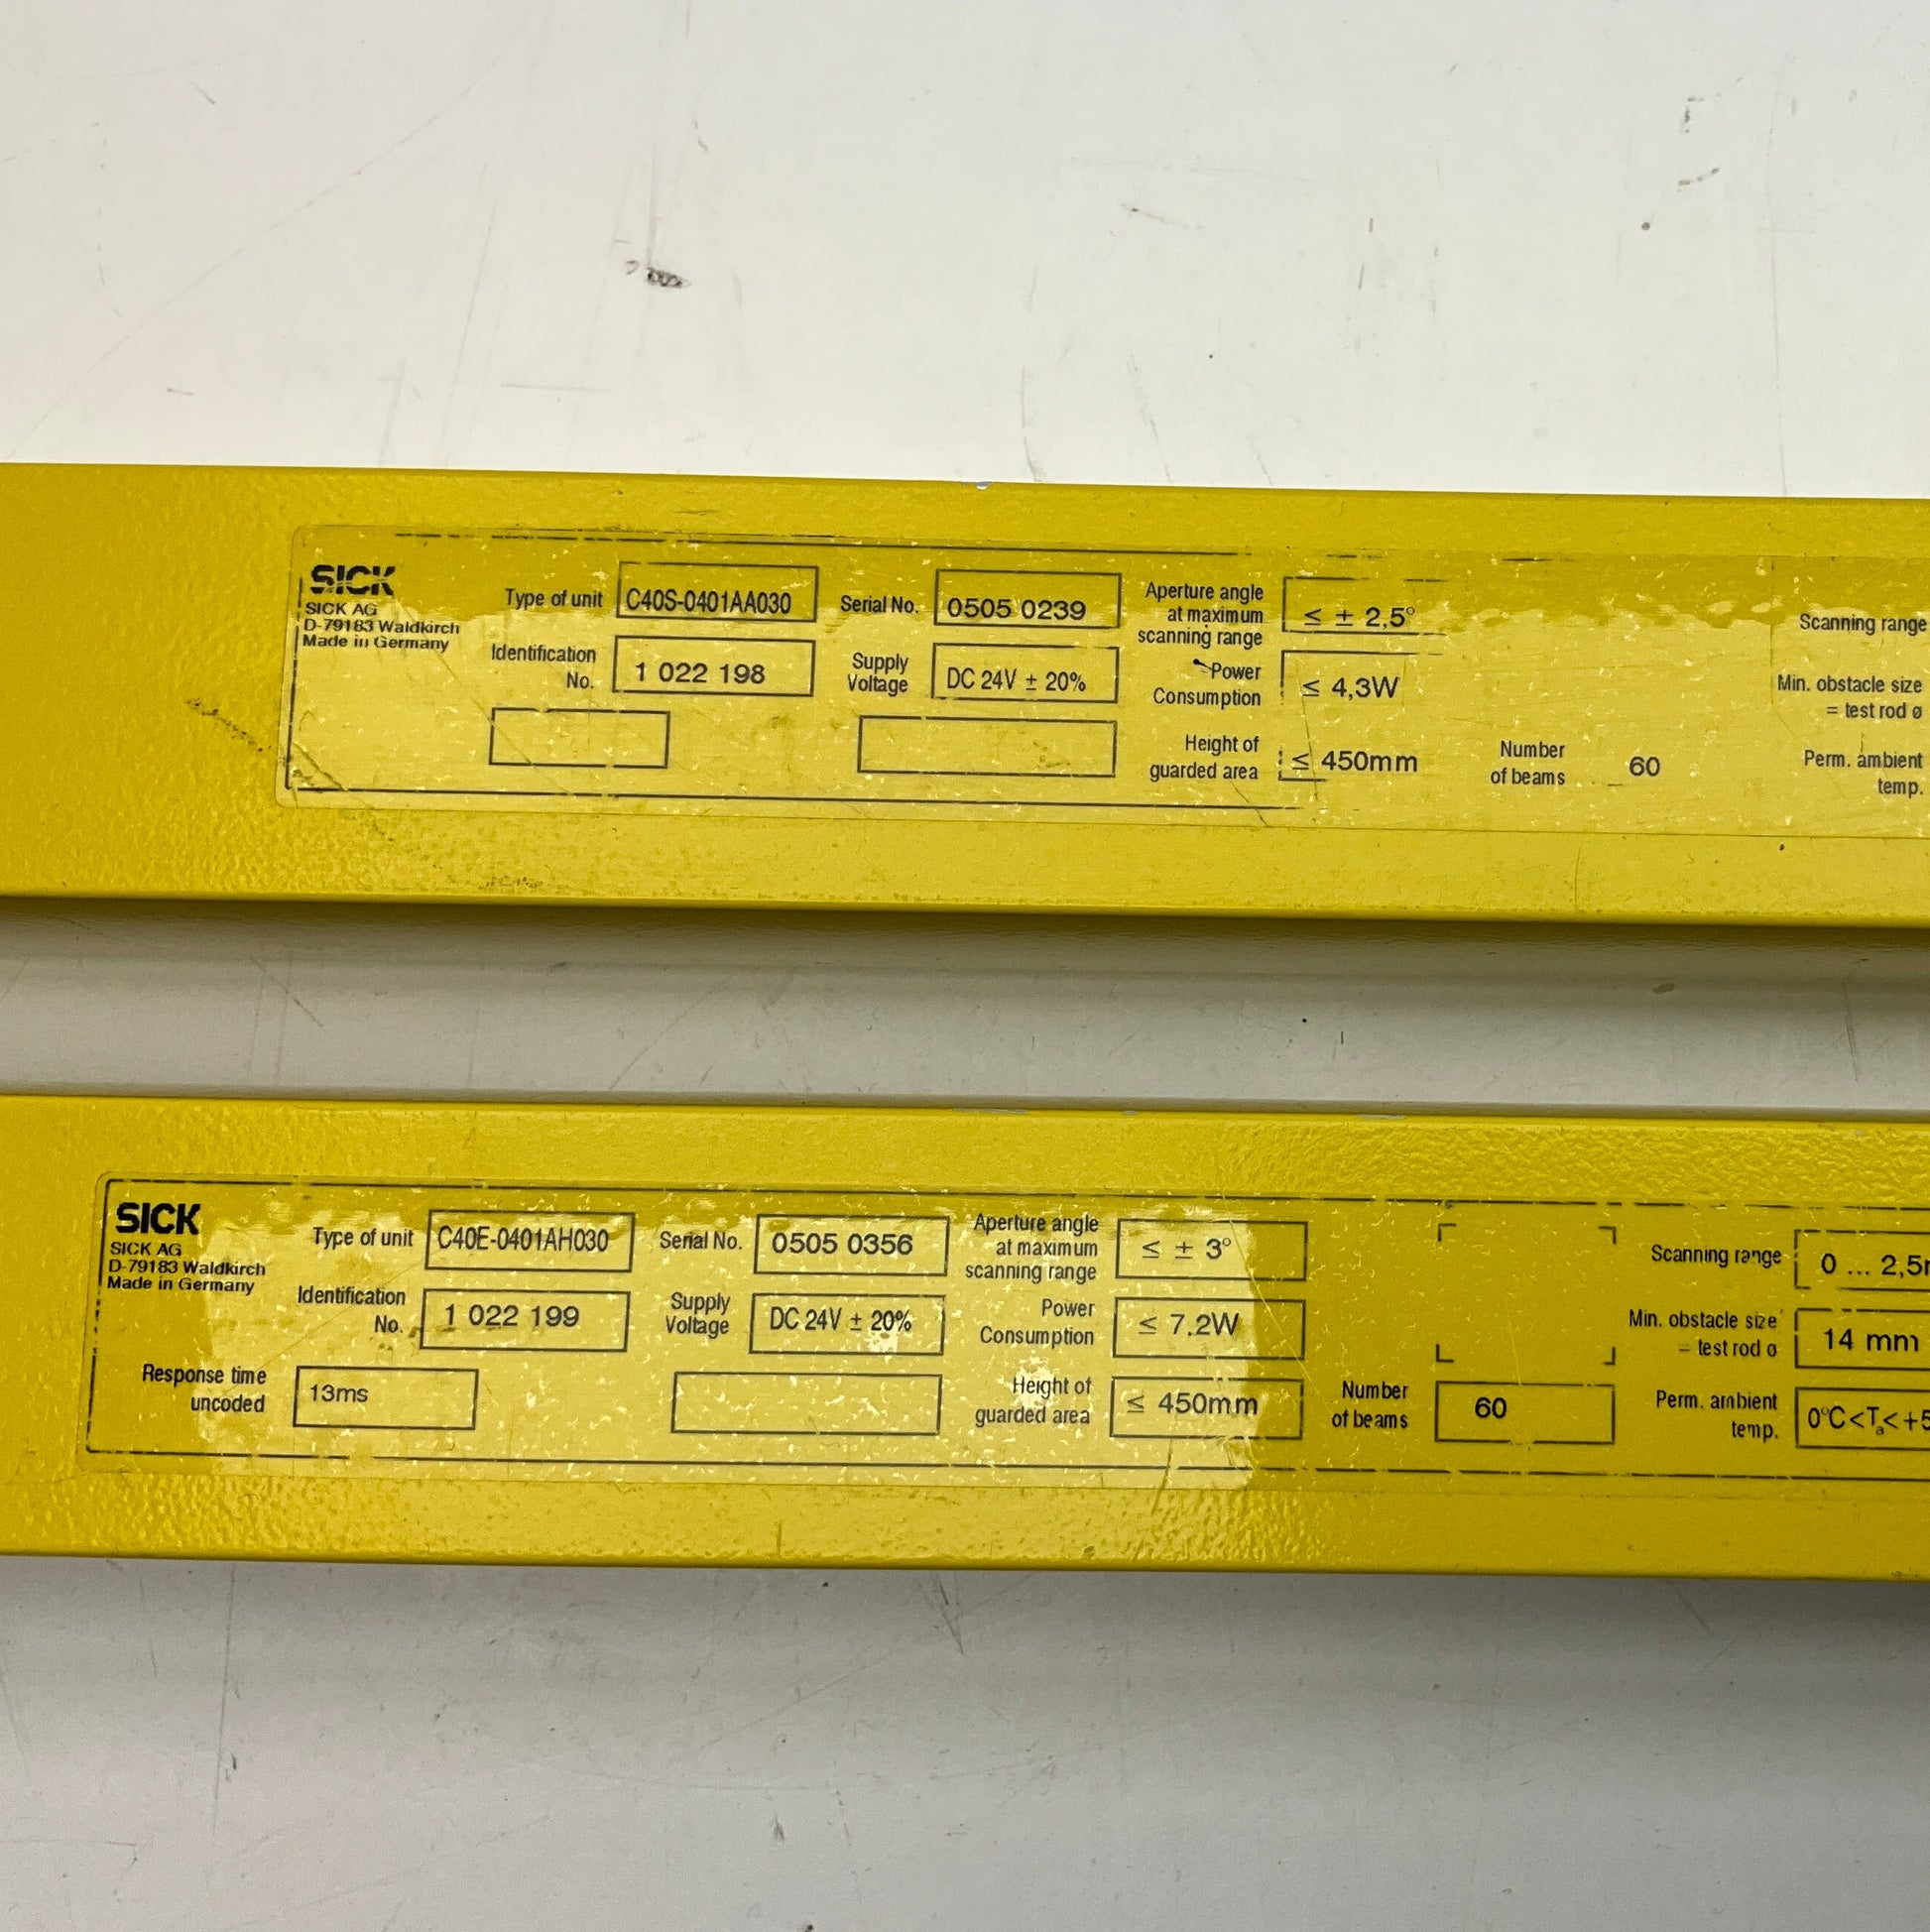 SICK
SICK AG
D-79183 Waldkirch
Made in Germany
Type of unit C40S-0401AA030
Identification No. 1 022 198
Serial No. 0505 0239
Supply Voltage DC 24V ± 20%
Aperture angle at maximum scanning range ≤ ± 2,5°
Power Consumption ≤ 4,3W
Height of guarded area ≤ 450mm
Number of beams 60
Scanning range
Min. obstacle size = test rod ø
Perm. ambient temp.
SICK
SICK AG
D-79183 Waldkirch
Made in Germany
Type of unit C40E-0401AH030
Identification No. 1 022 199
Response time uncoded 13ms
Serial No. 0505 0356
Supply Voltage DC 24V ± 20%
Aperture angle at maximum scanning range ≤ ± 3°
Power Consumption ≤ 7.2W
Height of guarded area ≤ 450mm
Number of beams 60
Scanning range 0 ... 2,5
Min. obstacle size = test rod ø 14 mm
Perm. ambient temp. 0°C<Ta<+5